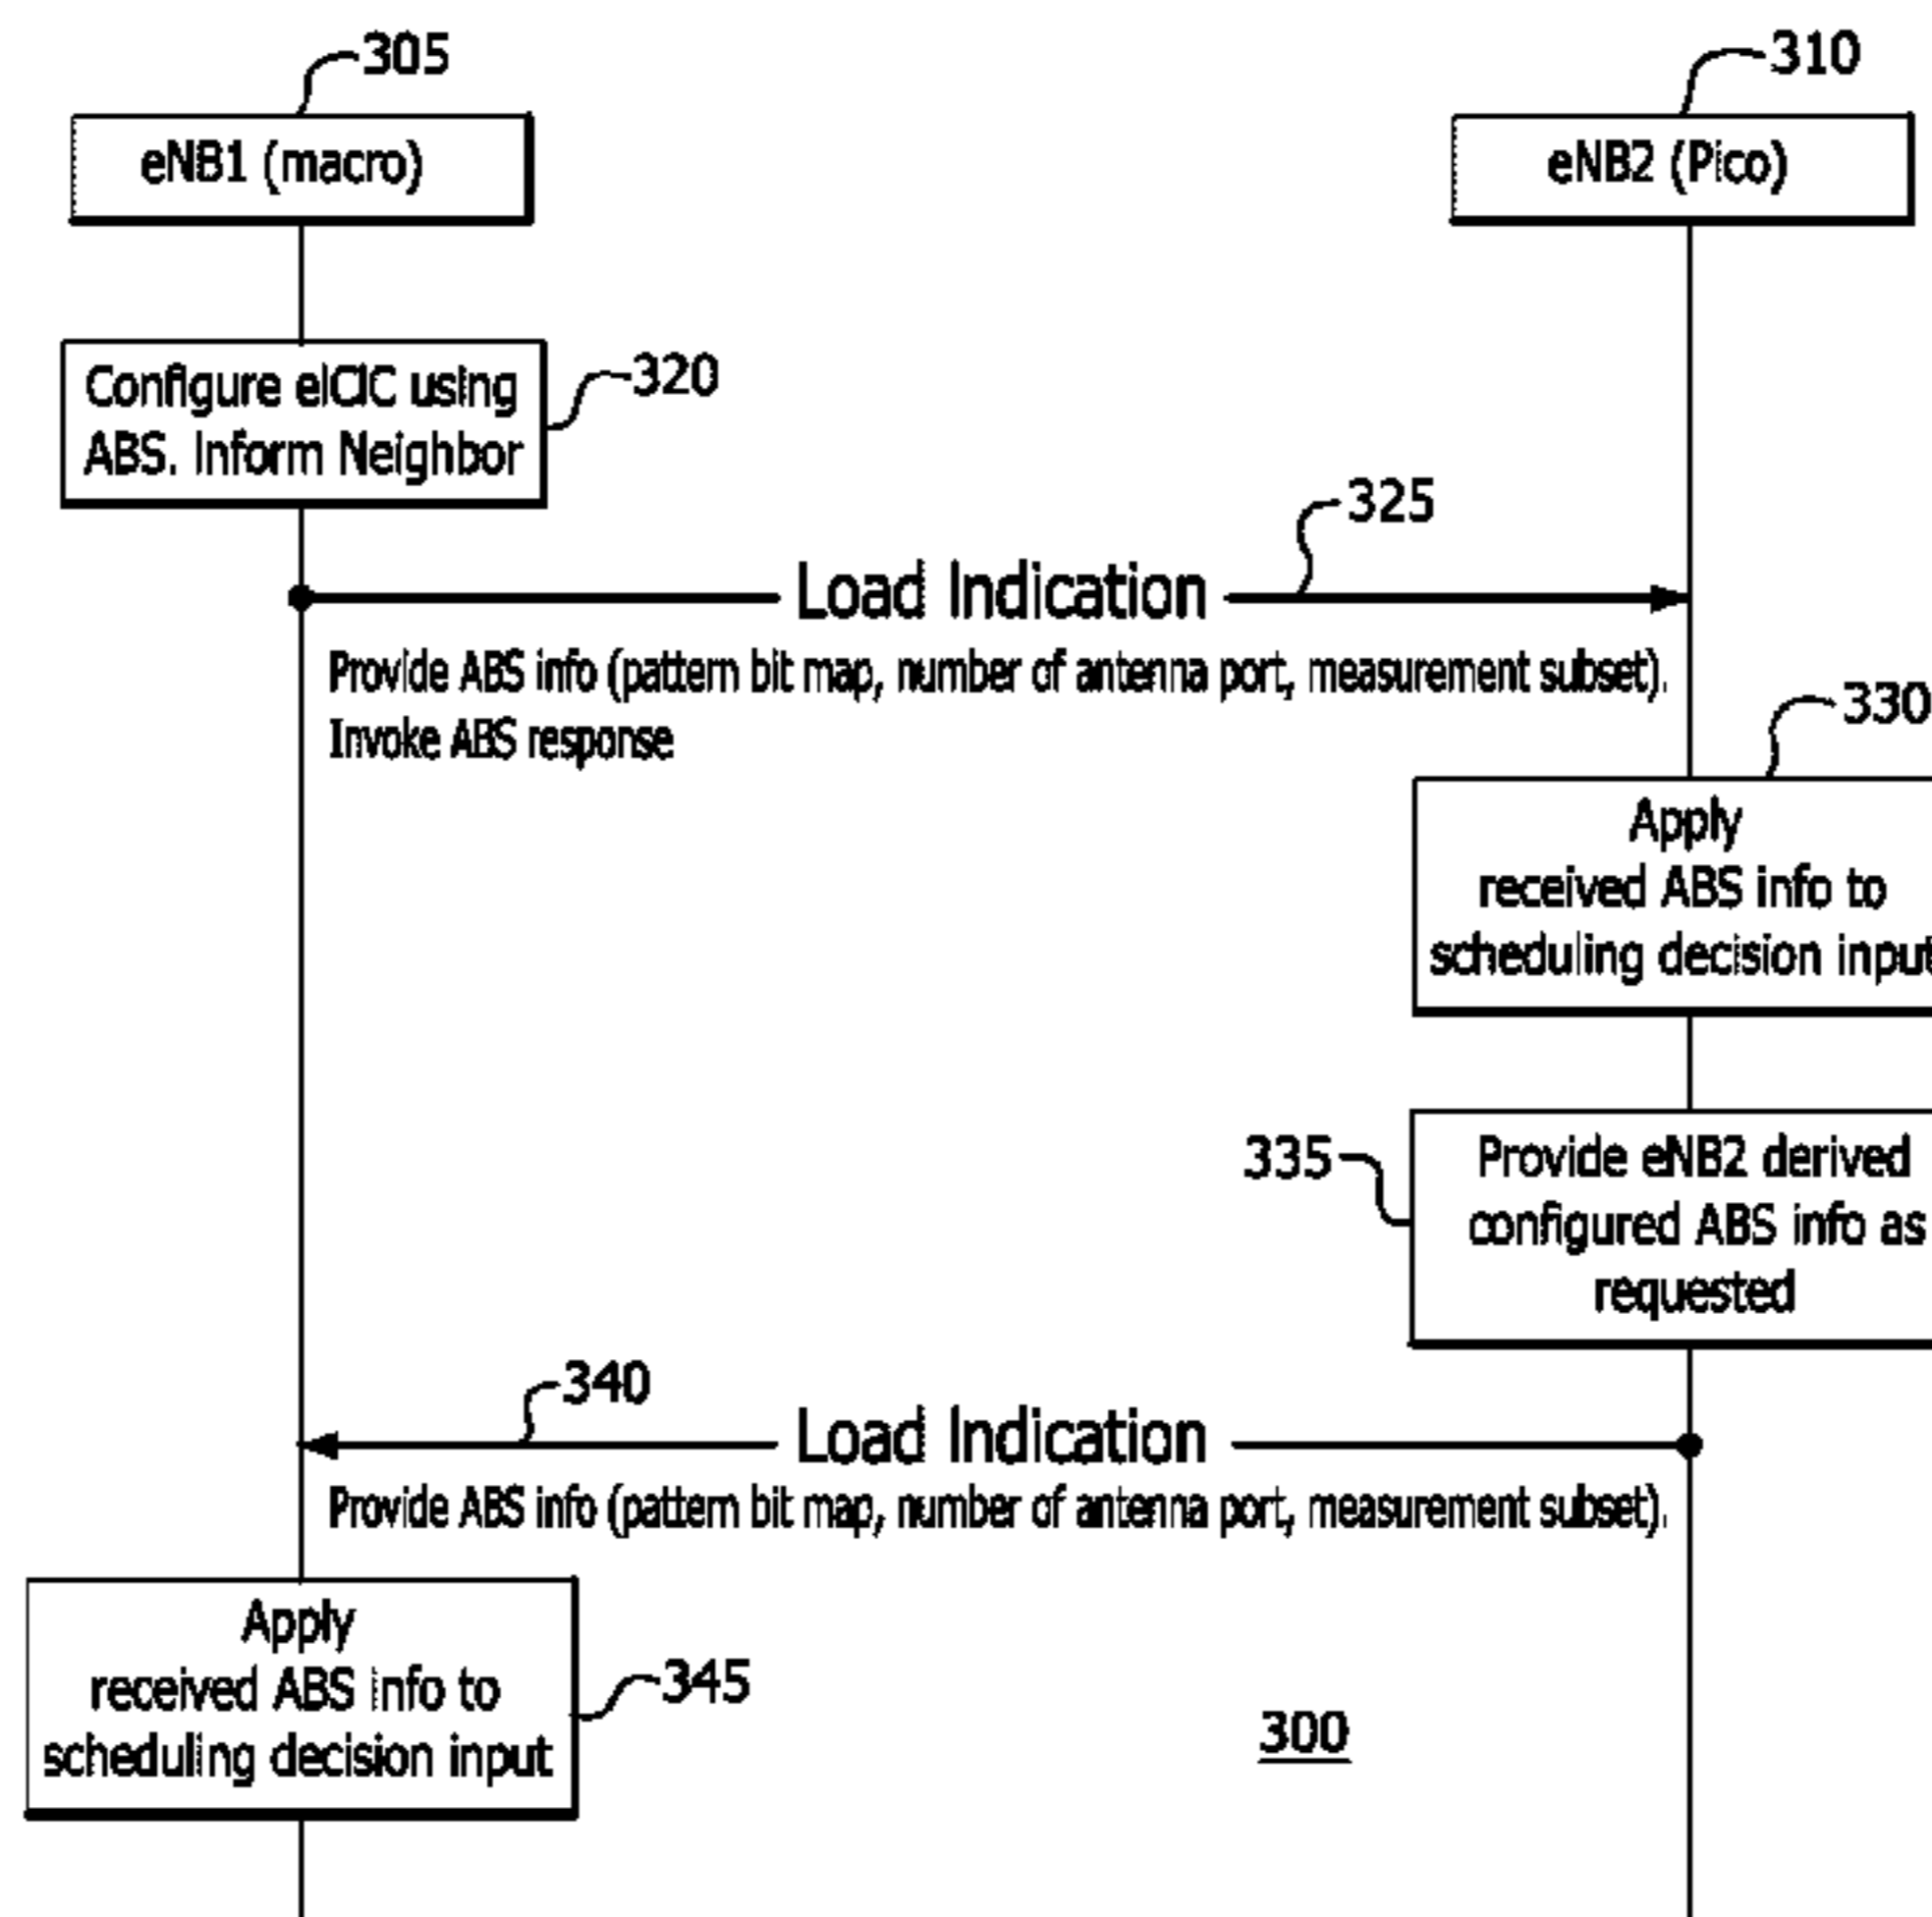 305
310
eNB1 (macro)
eNB2 (Pico)
Configure eICIC using
ABS. Inform Neighbor
320
325
Load Indication
Provide ABS info (pattern bit map, number of antenna port, measurement subset).
Invoke ABS response
330
Apply
received ABS info to
scheduling decision input
335
Provide eNB2 derived
configured ABS info as
requested
340
Load Indication
Provide ABS info (pattern bit map, number of antenna port, measurement subset).
Apply
received ABS info to
scheduling decision input
345
300